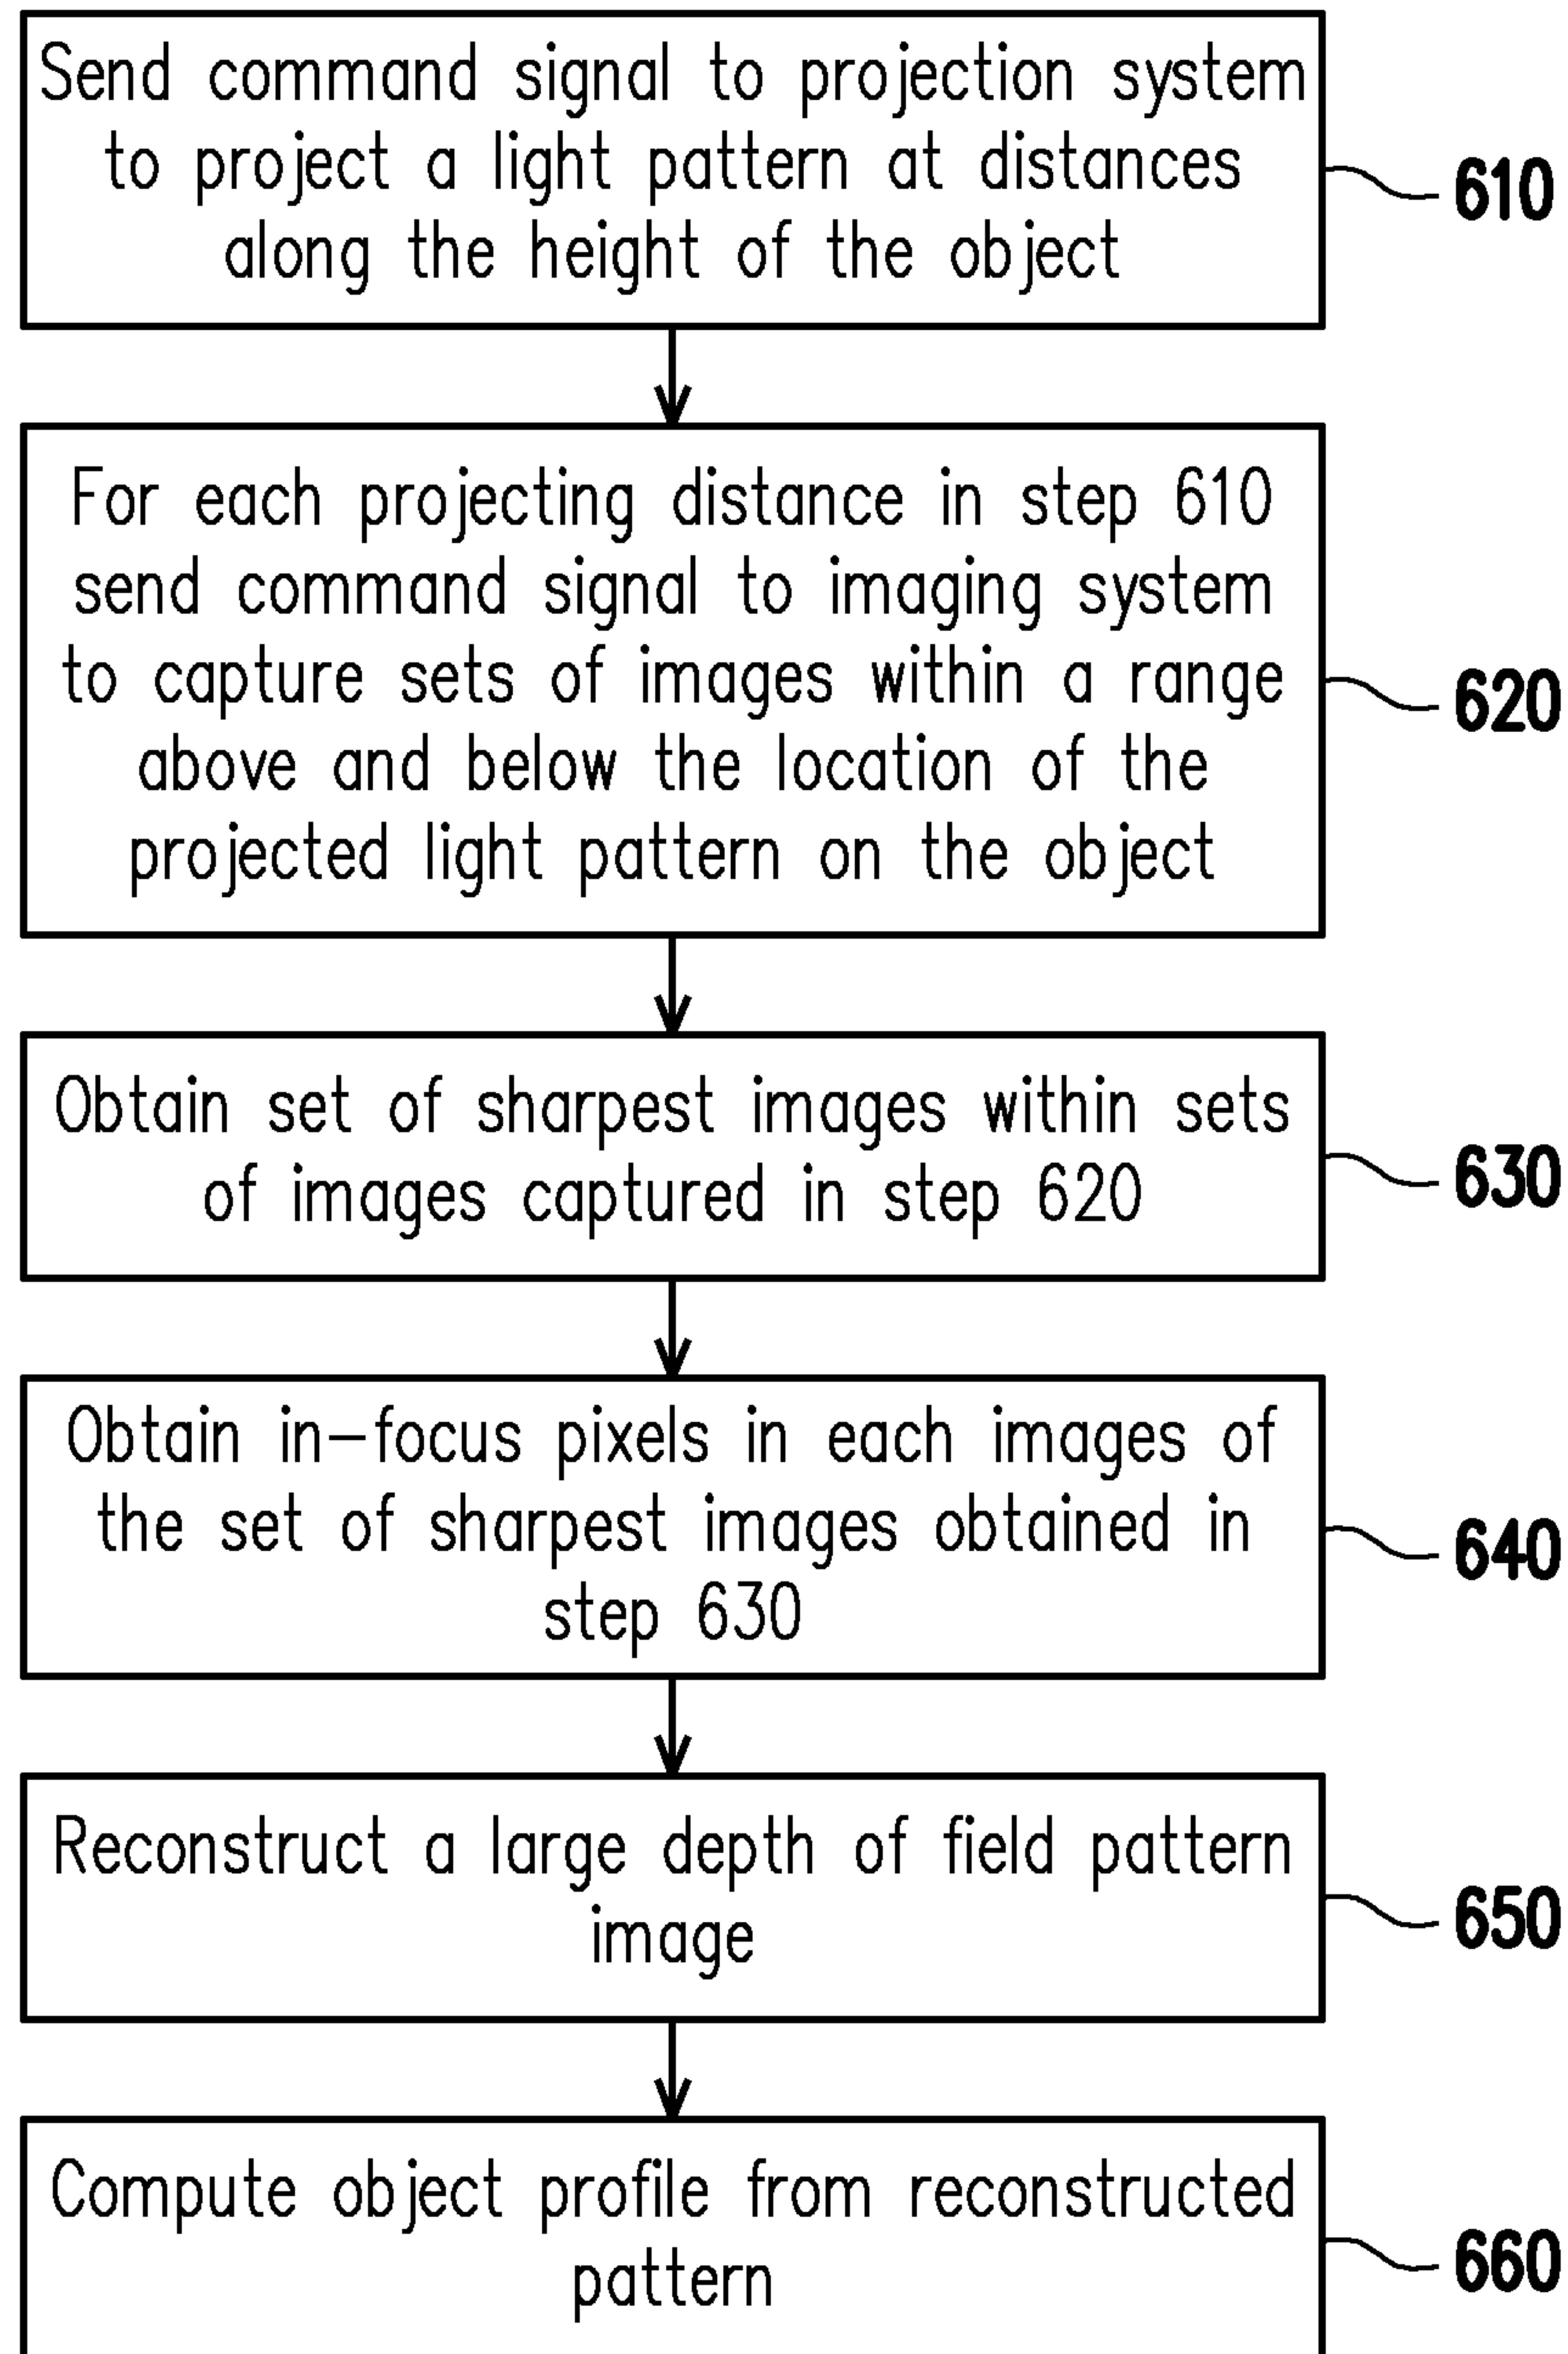 Send command signal to projection system
to project a light pattern at distances
along the height of the object
610
For each projecting distance in step 610
send command signal to imaging system
to capture sets of images within a range
above and below the location of the
projected light pattern on the object
620
Obtain set of sharpest images within sets
of images captured in step 620
630
Obtain in-focus pixels in each images of
the set of sharpest images obtained in
step 630
640
Reconstruct a large depth of field pattern
image
650
Compute object profile from reconstructed
pattern
660